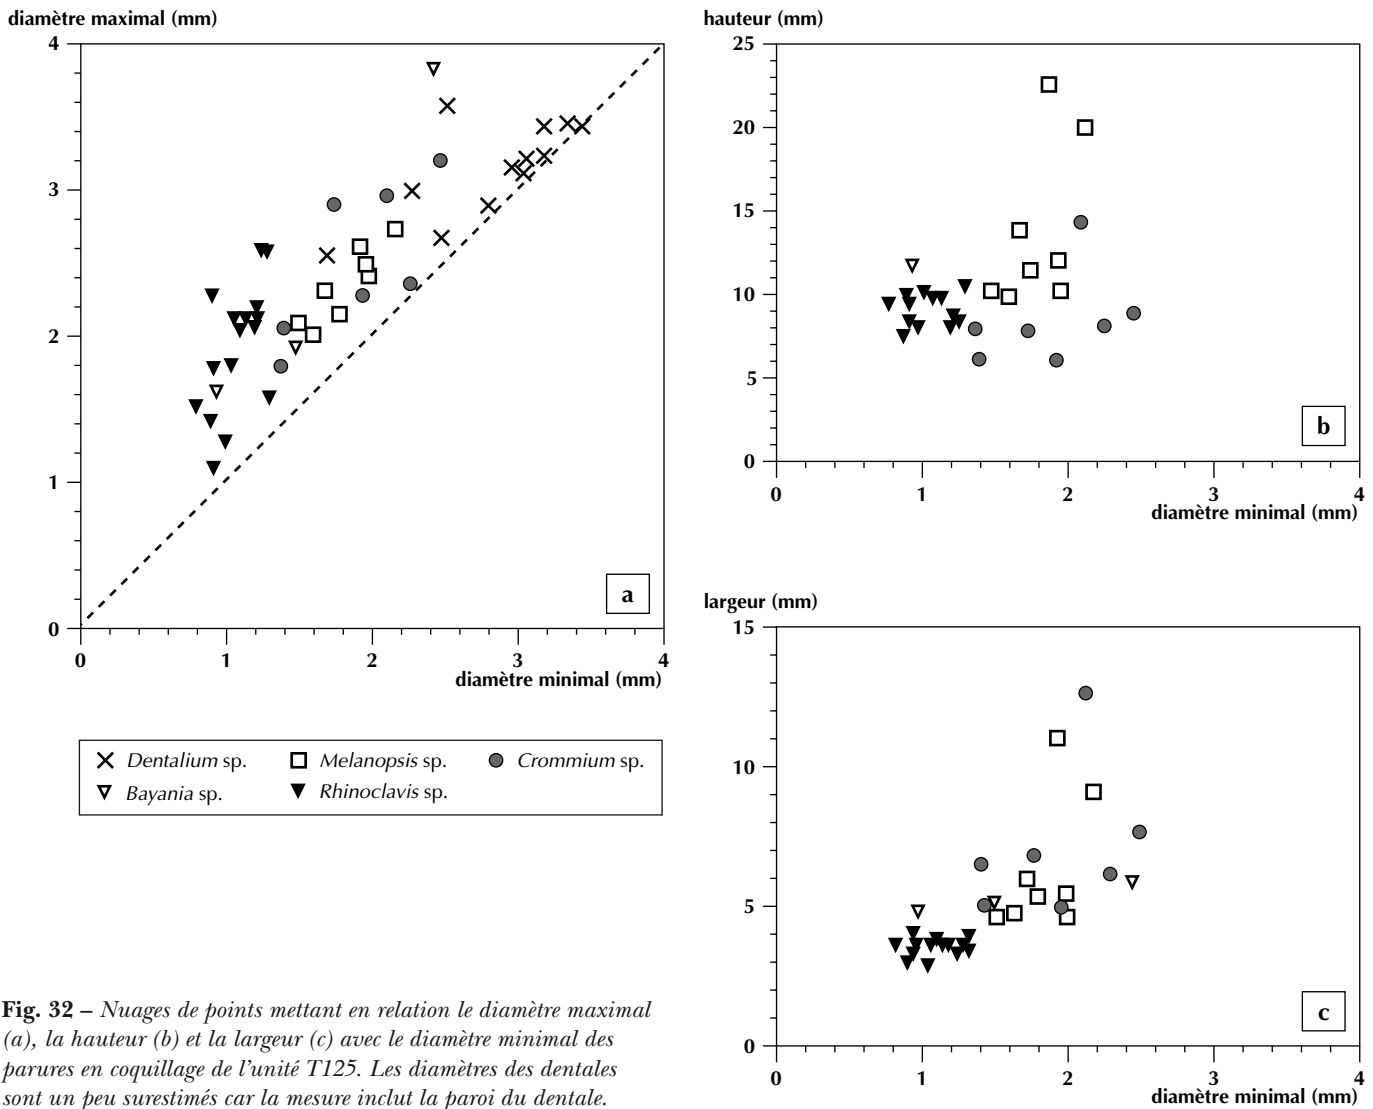 diamètre maximal (mm)
4
3
2
1
0
0 1 2 3 4
diamètre minimal (mm)
a
hauteur (mm)
25
20
15
10
5
0
0 1 2 3 4
diamètre minimal (mm)
b
largeur (mm)
15
10
5
0
0 1 2 3 4
diamètre minimal (mm)
c
Dentalium sp. Melanopsis sp. Crommium sp.
Bayania sp. Rhinoclavis sp.
Fig. 32 – Nuages de points mettant en relation le diamètre maximal
(a), la hauteur (b) et la largeur (c) avec le diamètre minimal des
parures en coquillage de l'unité T125. Les diamètres des dentales
sont un peu surestimés car la mesure inclut la paroi du dentale.